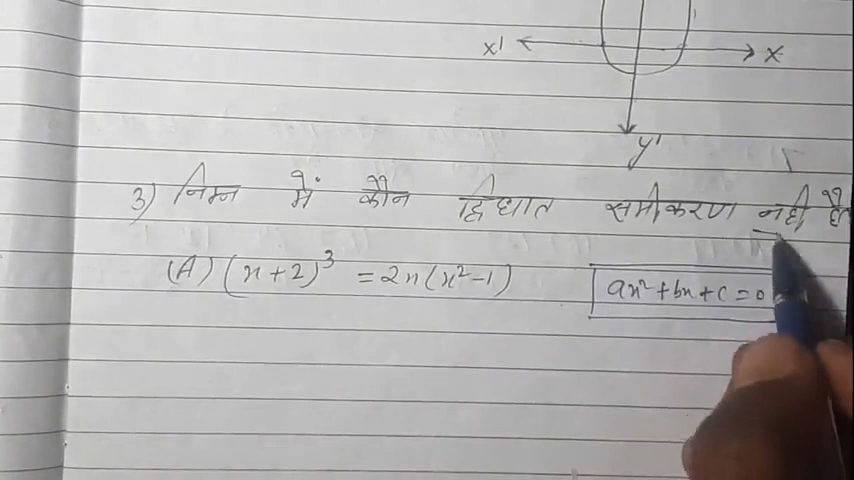 x' x
y'
3) निम्न में कौन द्विघात समीकरण नहीं है
(A) (x+2)³ = 2x(x²-1)
ax²+bx+c=0